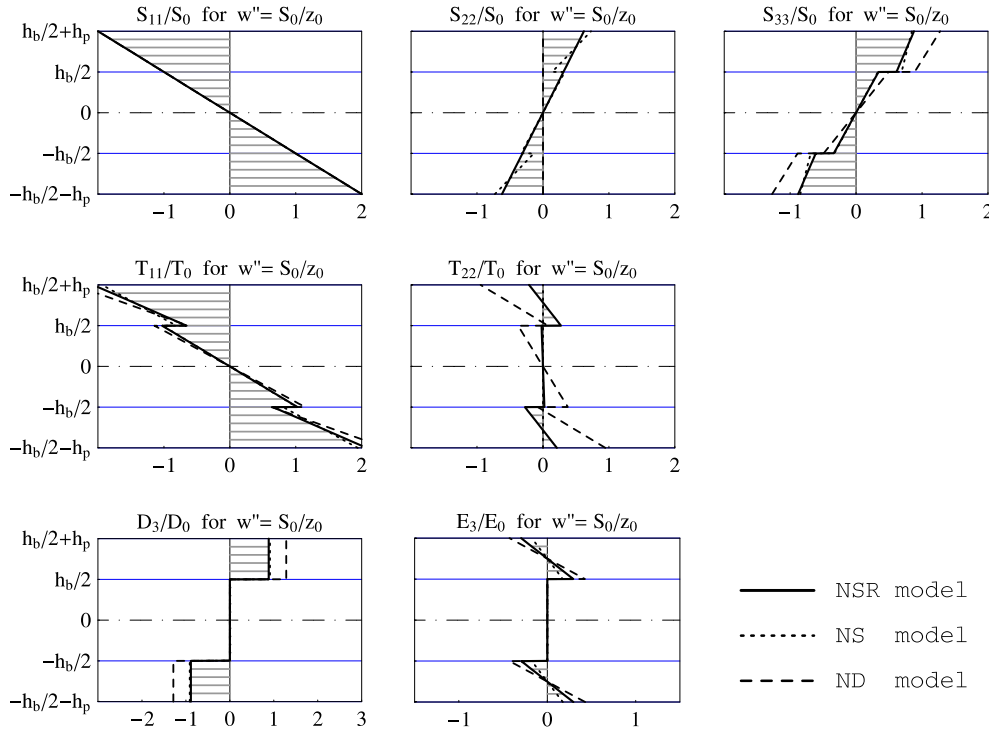 S11/S0 for w"= S0/z0
S22/S0 for w"= S0/z0
S33/S0 for w"= S0/z0
hb/2+hp
hb/2
0
−hb/2
−hb/2−hp
−1 0 1 2
−1 0 1 2
−1 0 1 2
T11/T0 for w"= S0/z0
T22/T0 for w"= S0/z0
hb/2+hp
hb/2
0
−hb/2
−hb/2−hp
−1 0 1 2
−1 0 1 2
D3/D0 for w"= S0/z0
E3/E0 for w"= S0/z0
hb/2+hp
hb/2
0
−hb/2
−hb/2−hp
−2 −1 0 1 2 3
−1 0 1
NSR model
NS model
ND model